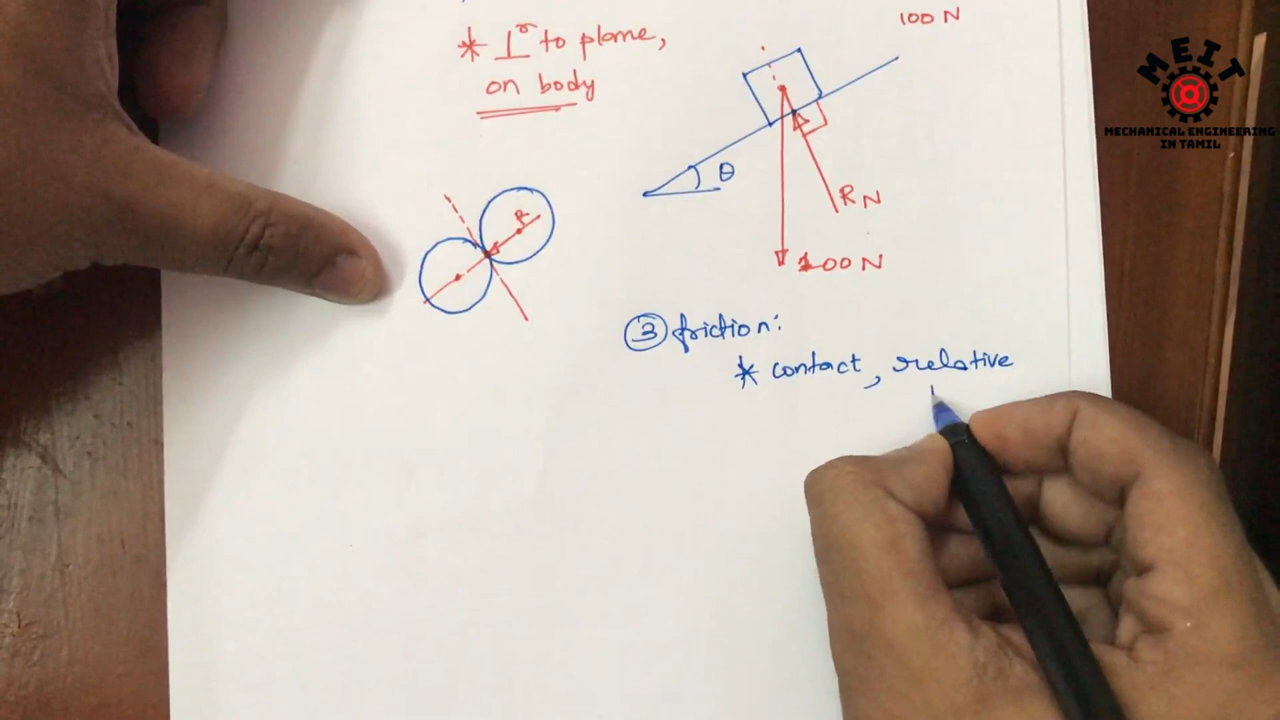 * ⊥r to plane,
on body
100 N
θ
RN
100 N
R
③ friction:
* contact, relative
MEIT
MECHANICAL ENGINEERING
IN TAMIL